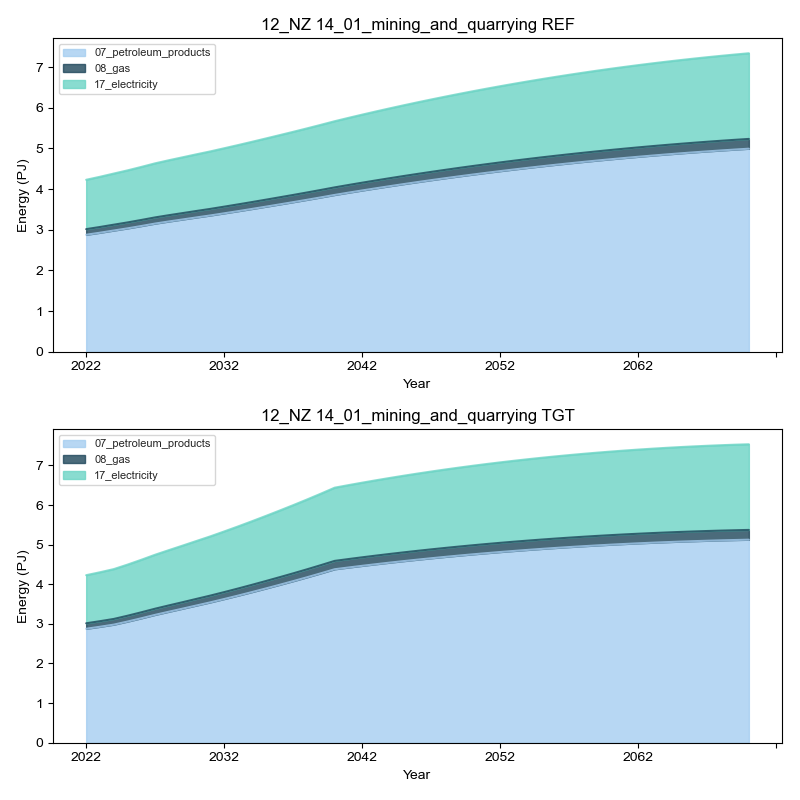 12_NZ 14_01_mining_and_quarrying REF
07_petroleum_products
08_gas
17_electricity
7
6
5
4
3
2
1
0
Energy (PJ)
2022 2032 2042 2052 2062
Year
12_NZ 14_01_mining_and_quarrying TGT
07_petroleum_products
08_gas
17_electricity
7
6
5
4
3
2
1
0
Energy (PJ)
2022 2032 2042 2052 2062
Year